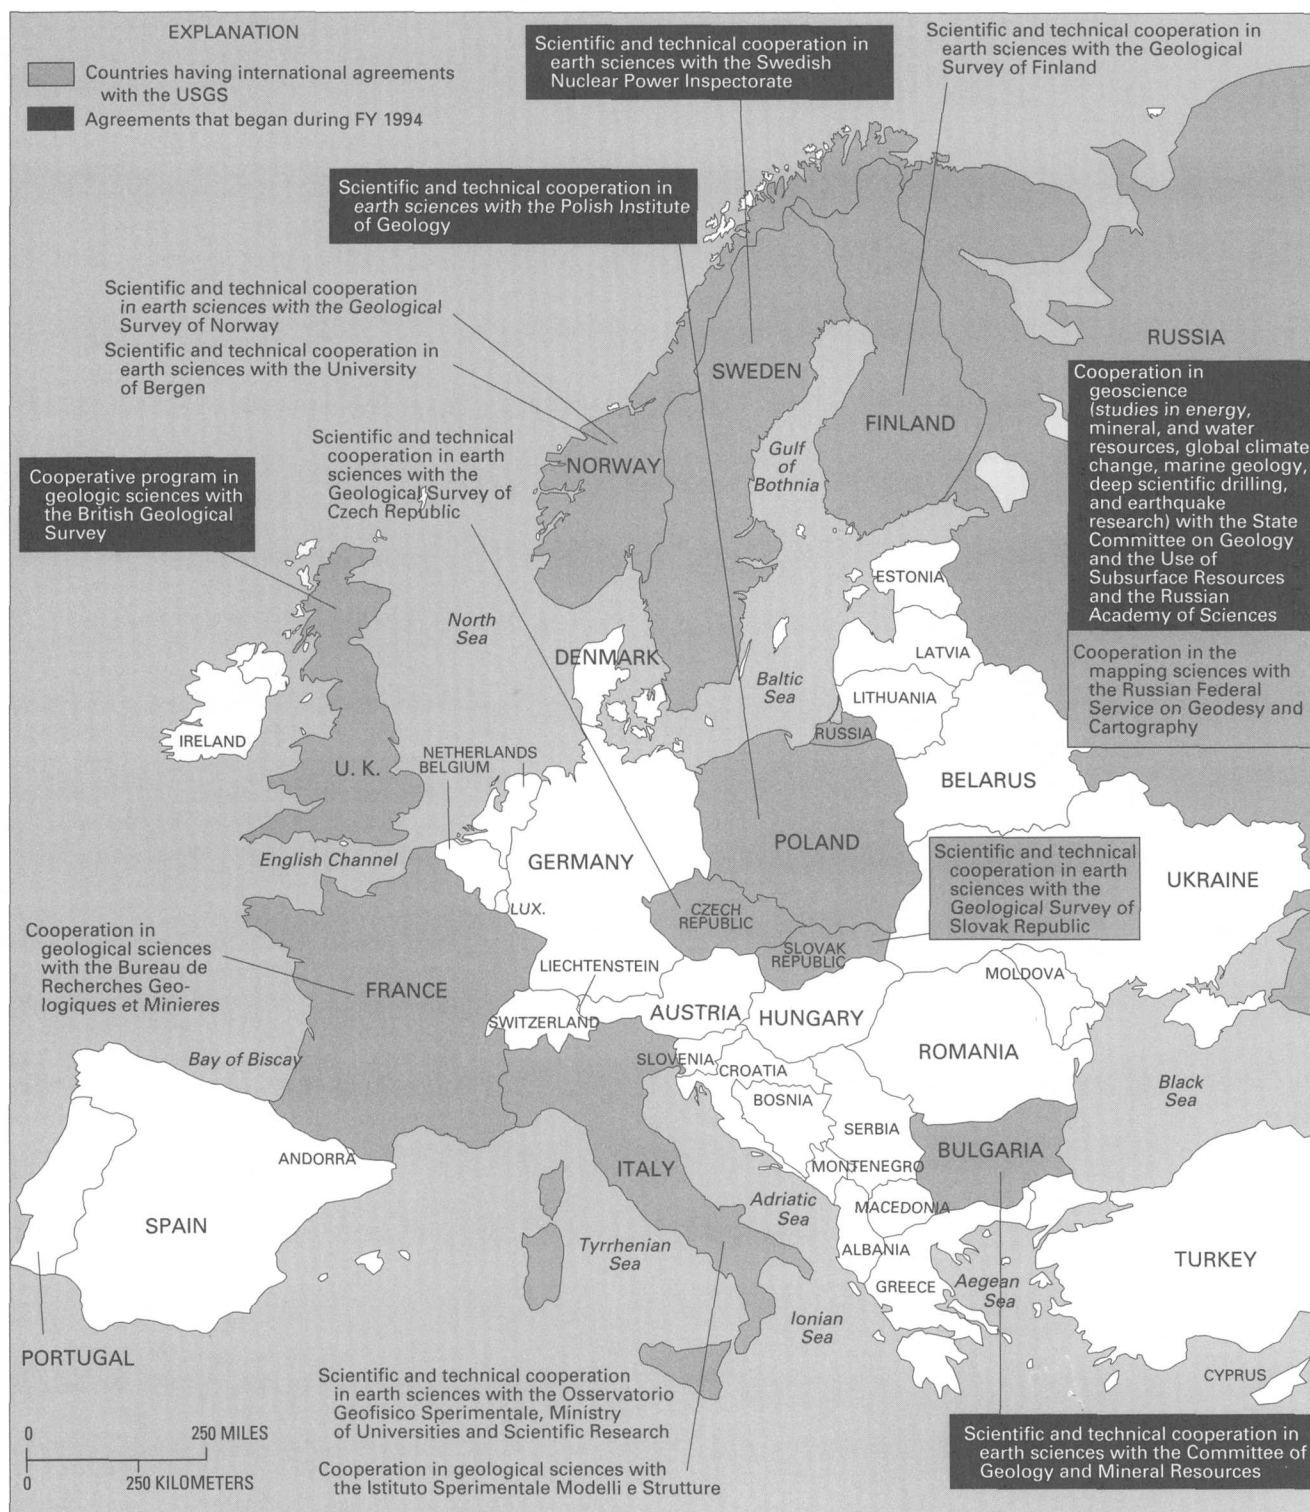 EXPLANATION
Countries having international agreements
with the USGS
Agreements that began during FY 1994
Scientific and technical cooperation in
earth sciences with the Swedish
Nuclear Power Inspectorate
Scientific and technical cooperation in
earth sciences with the Geological
Survey of Finland
Scientific and technical cooperation in
earth sciences with the Polish Institute
of Geology
Scientific and technical cooperation
in earth sciences with the Geological
Survey of Norway
Scientific and technical cooperation in
earth sciences with the University
of Bergen
RUSSIA
Cooperation in
geoscience
(studies in energy,
mineral, and water
resources, global climate
change, marine geology,
deep scientific drilling,
and earthquake
research) with the State
Committee on Geology
and the Use of
Subsurface Resources
and the Russian
Academy of Sciences
Cooperation in the
mapping sciences with
the Russian Federal
Service on Geodesy and
Cartography
SWEDEN
FINLAND
NORWAY
Gulf
of
Bothnia
Scientific and technical
cooperation in earth
sciences with the
Geological Survey of
Czech Republic
Cooperative program in
geologic sciences with
the British Geological
Survey
ESTONIA
North
Sea
DENMARK
LATVIA
Baltic
Sea
LITHUANIA
RUSSIA
IRELAND
U. K.
NETHERLANDS
BELGIUM
BELARUS
POLAND
English Channel
GERMANY
Scientific and technical
cooperation in earth
sciences with the
Geological Survey of
Slovak Republic
UKRAINE
LUX.
CZECH
REPUBLIC
SLOVAK
REPUBLIC
Cooperation in
geological sciences
with the Bureau de
Recherches Geo-
logiques et Minieres
FRANCE
LIECHTENSTEIN
MOLDOVA
SWITZERLAND
AUSTRIA
HUNGARY
Bay of Biscay
SLOVENIA
CROATIA
ROMANIA
BOSNIA
Black
Sea
SERBIA
ANDORRA
ITALY
MONTENEGRO
BULGARIA
SPAIN
Adriatic
Sea
MACEDONIA
Tyrrhenian
Sea
ALBANIA
TURKEY
GREECE
Aegean
Sea
Ionian
Sea
PORTUGAL
CYPRUS
Scientific and technical cooperation
in earth sciences with the Osservatorio
Geofisico Sperimentale, Ministry
of Universities and Scientific Research
Cooperation in geological sciences with
the Istituto Sperimentale Modelli e Strutture
Scientific and technical cooperation in
earth sciences with the Committee of
Geology and Mineral Resources
0 250 MILES
0 250 KILOMETERS